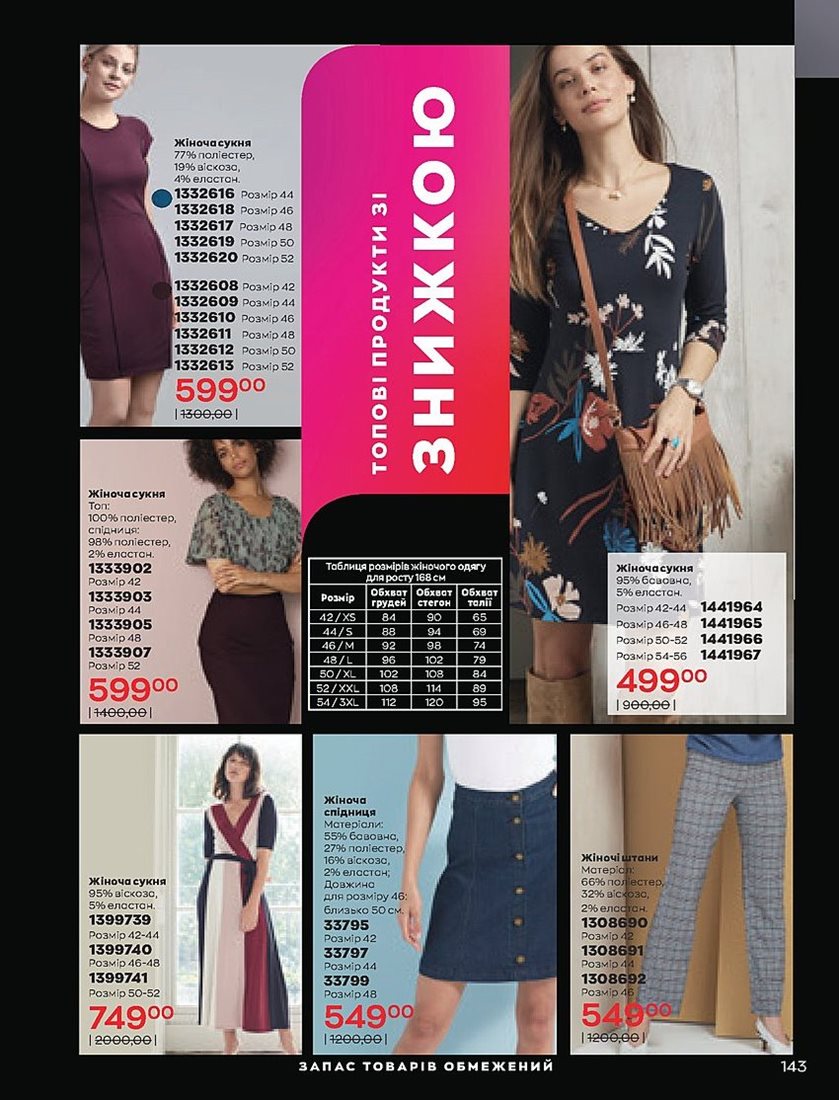 Жіноча сукня
77% поліестер,
19% віскоза,
4% еластан.
1332616 Розмір 44
1332618 Розмір 46
1332617 Розмір 48
1332619 Розмір 50
1332620 Розмір 52
1332608 Розмір 42
1332609 Розмір 44
1332610 Розмір 46
1332611 Розмір 48
1332612 Розмір 50
1332613 Розмір 52
599⁰⁰
| 1300,00 |
ТОПОВІ ПРОДУКТИ ЗІ
ЗНИЖКОЮ
Жіноча сукня
95% бавовна,
5% еластан.
Розмір 42-44 1441964
Розмір 46-48 1441965
Розмір 50-52 1441966
Розмір 54-56 1441967
499⁰⁰
| 900,00 |
Жіноча сукня
Топ:
100% поліестер,
спідниця:
98% поліестер,
2% еластан.
1333902
Розмір 42
1333903
Розмір 44
1333905
Розмір 48
1333907
Розмір 52
599⁰⁰
| 1400,00 |
Таблиця розмірів жіночого одягу
для росту 168 см
Розмір Обхват грудей Обхват стегон Обхват талії
42/XS 84 90 65
44/S 88 94 69
46/M 92 98 74
48/L 96 102 79
50/XL 102 108 84
52/XXL 108 114 89
54/3XL 112 120 95
Жіноча сукня
95% віскоза,
5% еластан.
1399739
Розмір 42-44
1399740
Розмір 46-48
1399741
Розмір 50-52
749⁰⁰
| 2000,00 |
Жіноча
спідниця
Матеріали:
55% бавовна,
27% поліестер,
16% віскоза,
2% еластан;
Довжина
для розміру 46:
близько 50 см.
33795
Розмір 42
33797
Розмір 44
33799
Розмір 48
549⁰⁰
| 1200,00 |
Жіночі штани
Матеріал:
66% поліестер,
32% віскоза,
2% еластан.
1308690
Розмір 42
1308691
Розмір 44
1308692
Розмір 46
549⁰⁰
| 1200,00 |
ЗАПАС ТОВАРІВ ОБМЕЖЕНИЙ
143